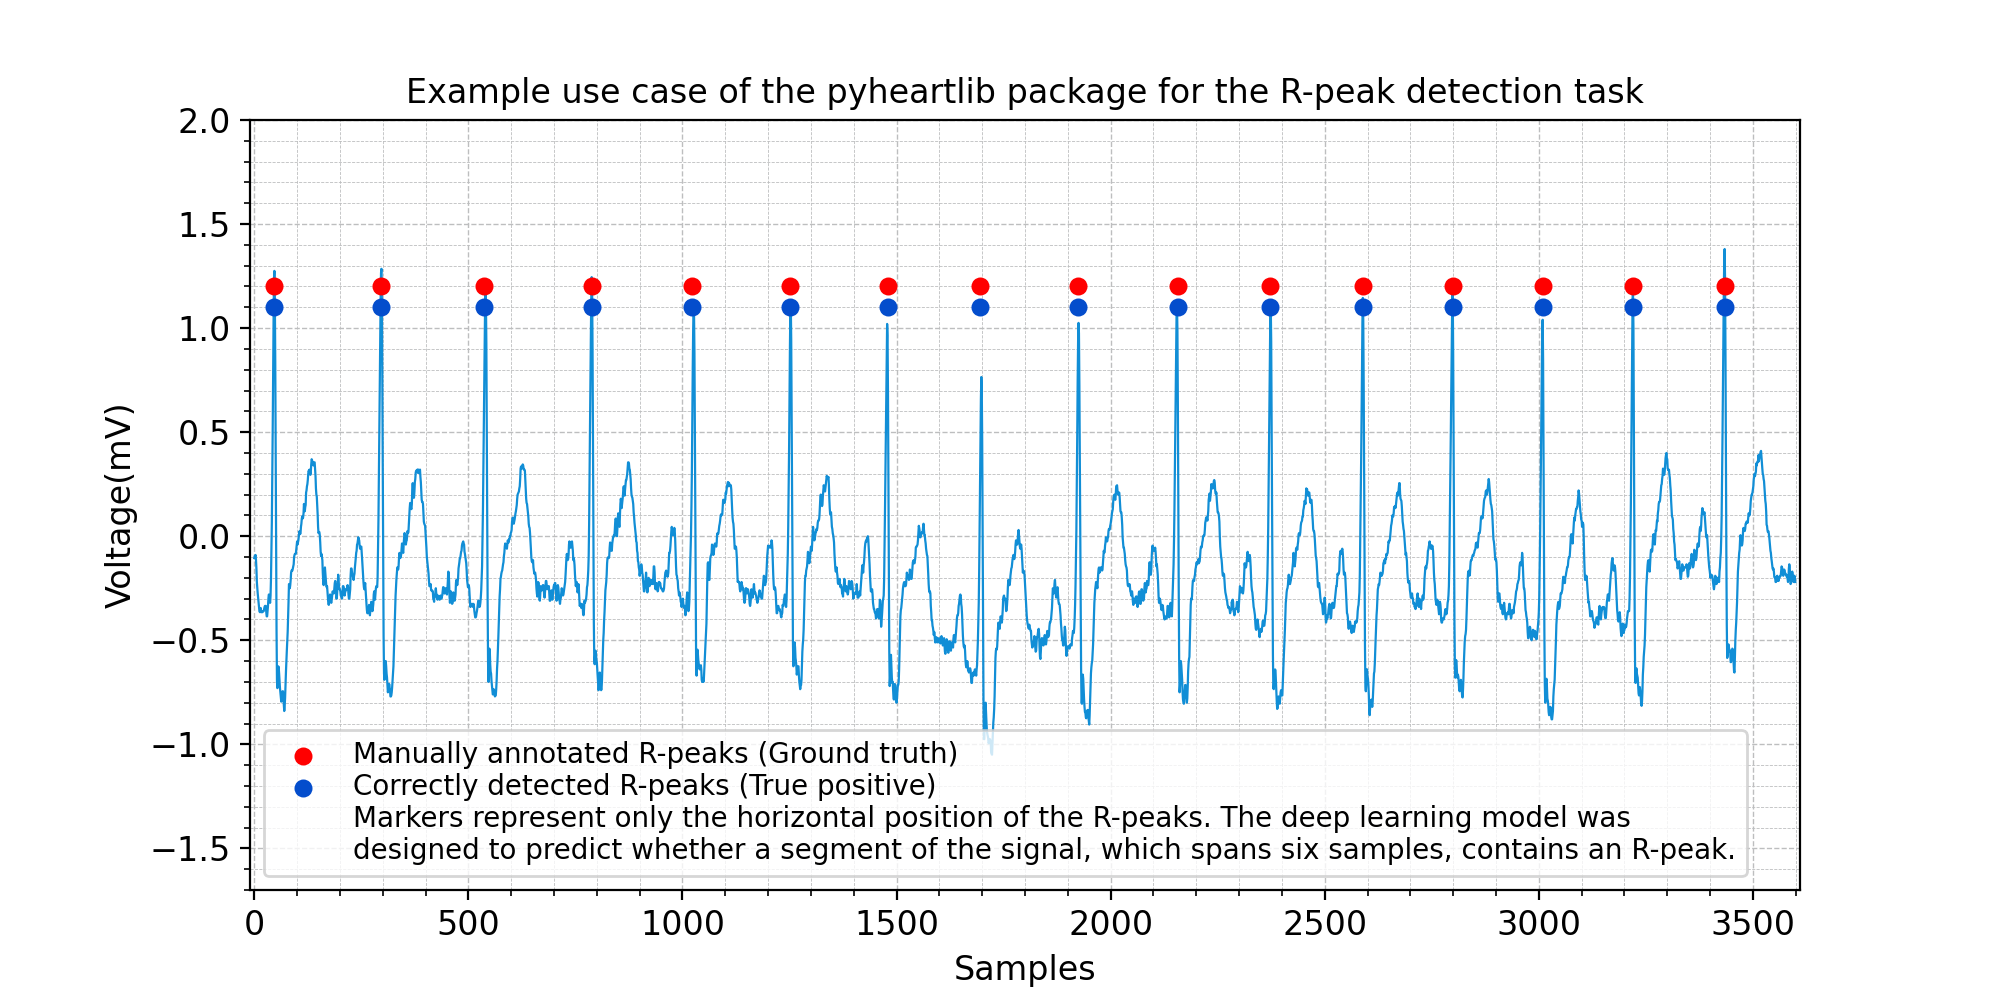 Example use case of the pyheartlib package for the R-peak detection task
2.0
1.5
1.0
0.5
0.0
−0.5
−1.0
−1.5
Voltage(mV)
Manually annotated R-peaks (Ground truth)
Correctly detected R-peaks (True positive)
Markers represent only the horizontal position of the R-peaks. The deep learning model was
designed to predict whether a segment of the signal, which spans six samples, contains an R-peak.
0 500 1000 1500 2000 2500 3000 3500
Samples